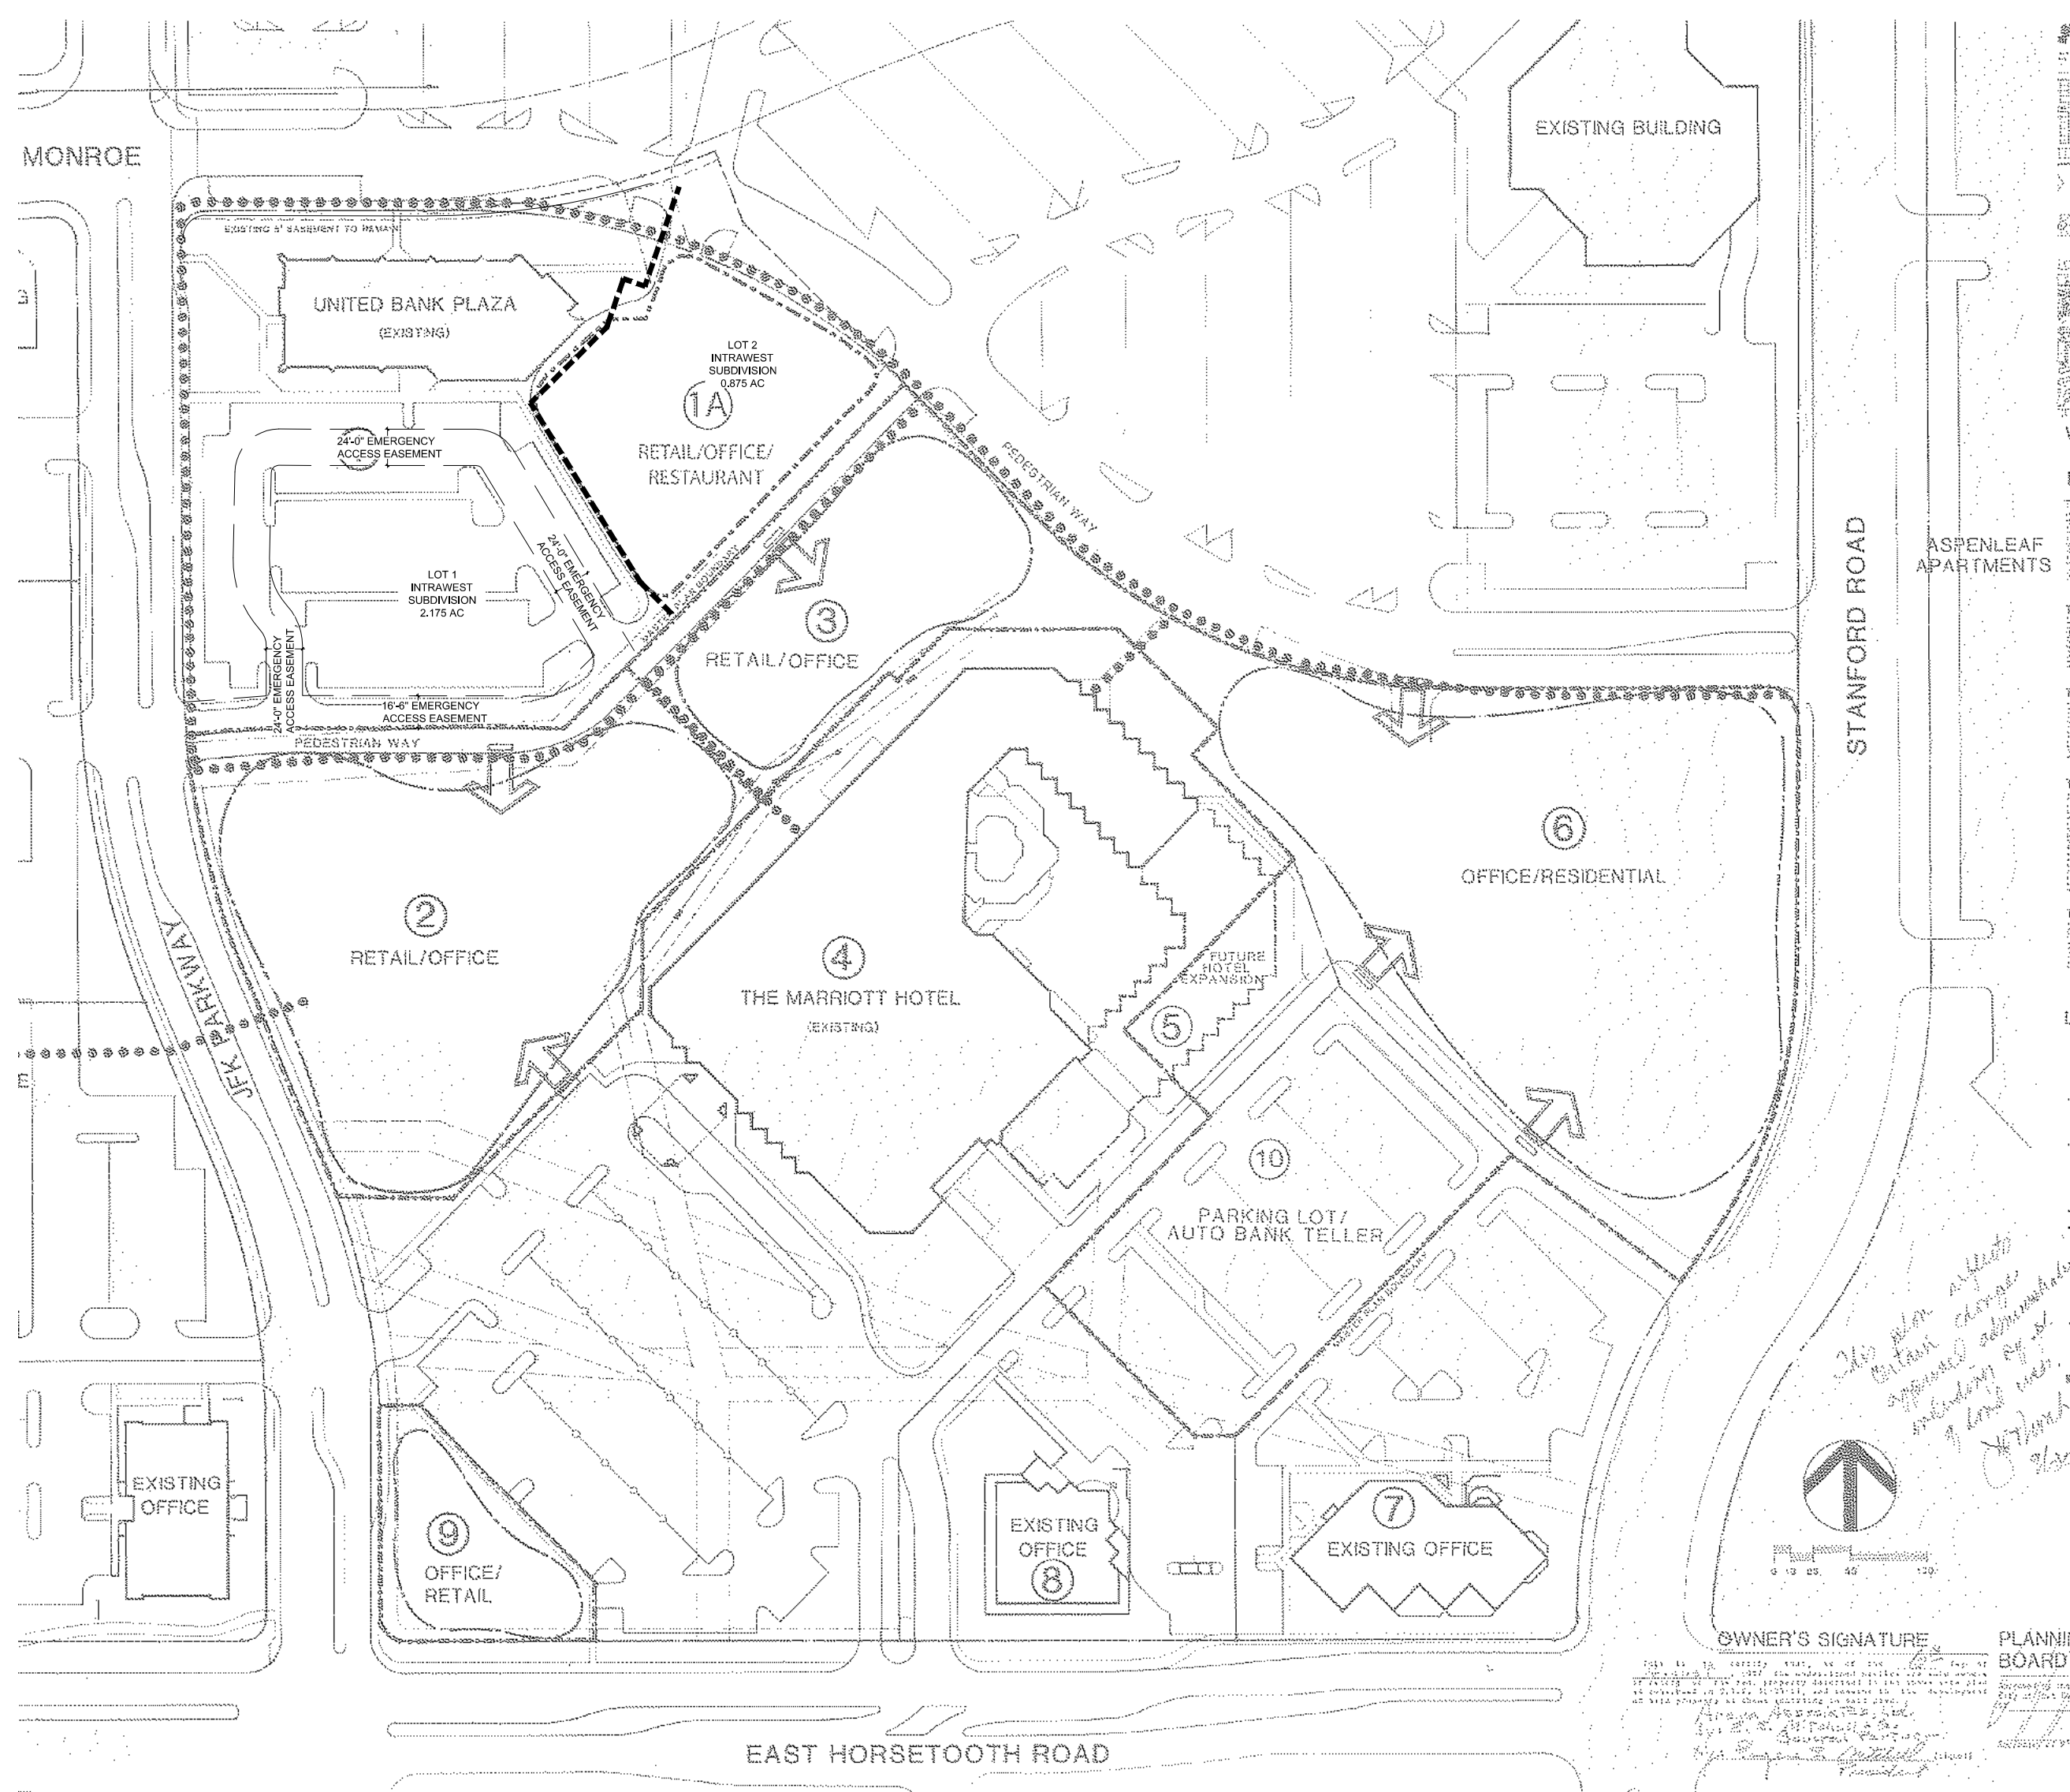 MONROE
EXISTING BUILDING
EXISTING 5' EASEMENT TO REMAIN
UNITED BANK PLAZA
(EXISTING)
LOT 2
INTRAWEST
SUBDIVISION
0.875 AC
1A
RETAIL/OFFICE/
RESTAURANT
24'-0" EMERGENCY
ACCESS EASEMENT
PEDESTRIAN WAY
STANFORD ROAD
ASPENLEAF
APARTMENTS
24'-0" EMERGENCY
ACCESS EASEMENT
LOT 1
INTRAWEST
SUBDIVISION
2.175 AC
3
RETAIL/OFFICE
24'-0" EMERGENCY
ACCESS EASEMENT
16'-6" EMERGENCY
ACCESS EASEMENT
PEDESTRIAN WAY
6
OFFICE/RESIDENTIAL
2
RETAIL/OFFICE
JFK PARKWAY
4
THE MARRIOTT HOTEL
(EXISTING)
FUTURE
HOTEL
EXPANSION
5
10
PARKING LOT/
AUTO BANK TELLER
MASTER PLAN BOUNDARY
EXISTING
OFFICE
9
OFFICE/
RETAIL
EXISTING
OFFICE
8
7
EXISTING OFFICE
OWNER'S SIGNATURE
BOARD
EAST HORSETOOTH ROAD